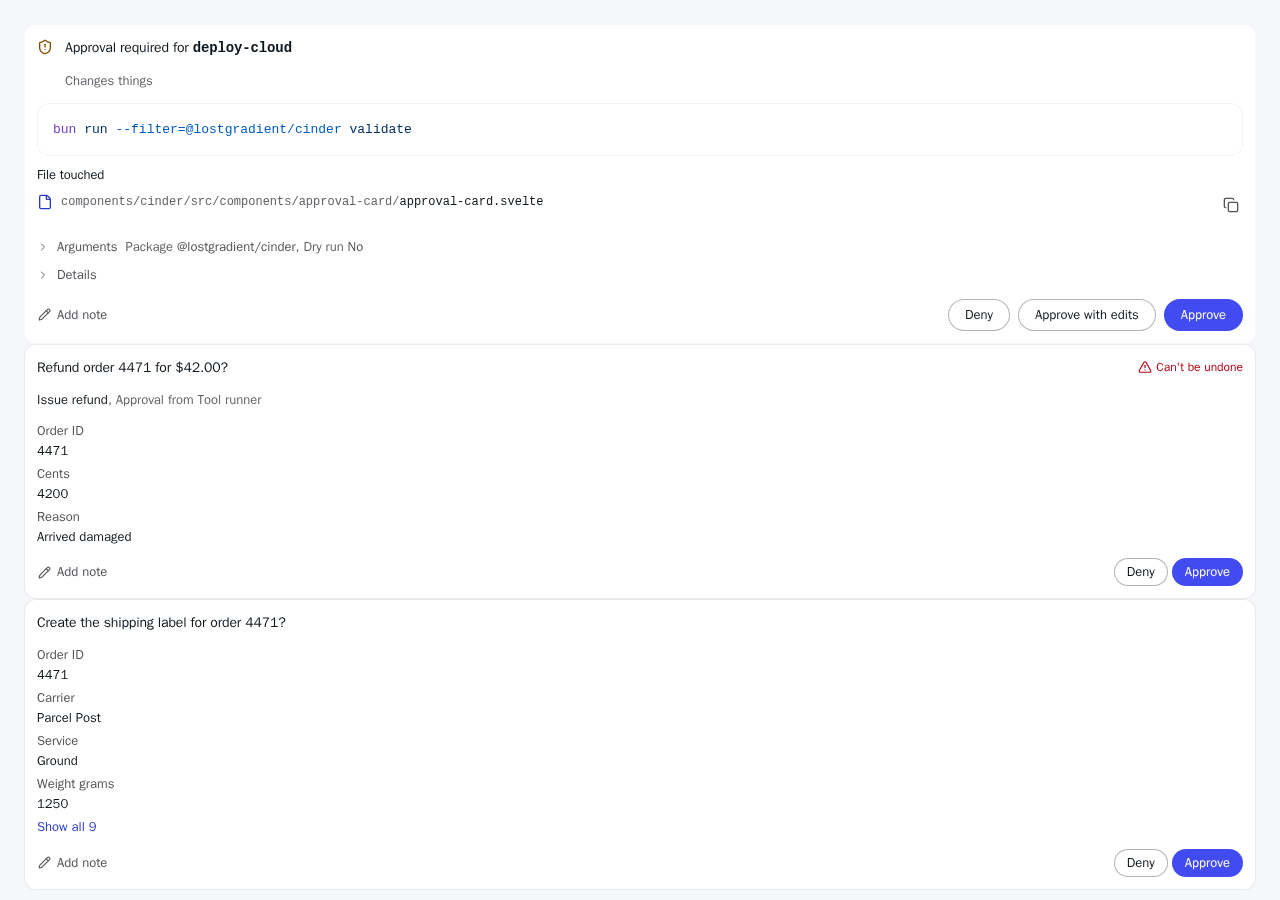 Approval required for deploy-cloud
Changes things
bun run --filter=@lostgradient/cinder validate
File touched
components/cinder/src/components/approval-card/approval-card.svelte
Arguments Package @lostgradient/cinder, Dry run No
Details
Add note Deny Approve with edits Approve
Refund order 4471 for $42.00? Can't be undone
Issue refund, Approval from Tool runner
Order ID
4471
Cents
4200
Reason
Arrived damaged
Add note Deny Approve
Create the shipping label for order 4471?
Order ID
4471
Carrier
Parcel Post
Service
Ground
Weight grams
1250
Show all 9
Add note Deny Approve